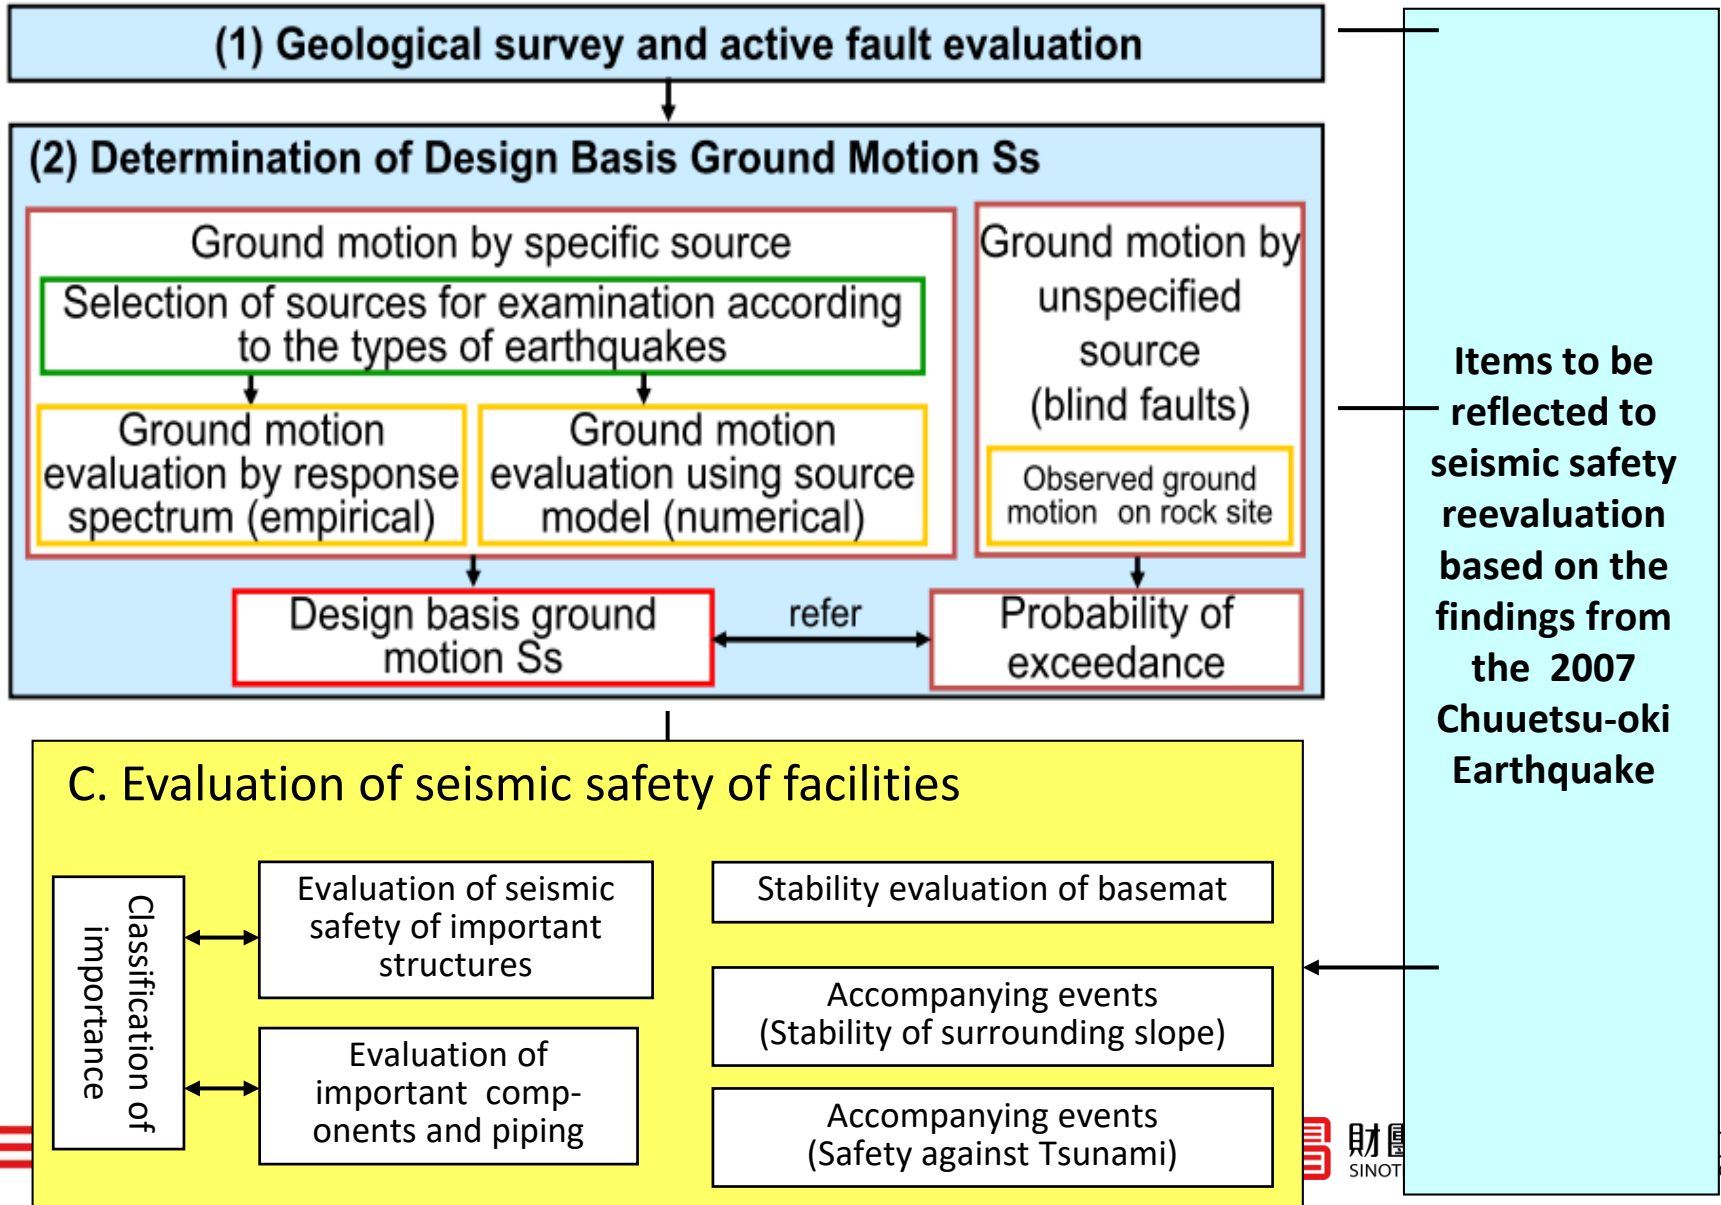 (1) Geological survey and active fault evaluation
(2) Determination of Design Basis Ground Motion Ss
Ground motion by specific source
Selection of sources for examination according
to the types of earthquakes
Ground motion
evaluation by response
spectrum (empirical)
Ground motion
evaluation using source
model (numerical)
Ground motion by
unspecified
source
(blind faults)
Observed ground
motion on rock site
Design basis ground
motion Ss
refer
Probability of
exceedance
C. Evaluation of seismic safety of facilities
Classification of
importance
Evaluation of seismic
safety of important
structures
Evaluation of
important comp-
onents and piping
Stability evaluation of basemat
Accompanying events
(Stability of surrounding slope)
Accompanying events
(Safety against Tsunami)
Items to be
reflected to
seismic safety
reevaluation
based on the
findings from
the 2007
Chuuetsu-oki
Earthquake
財團
SINOT